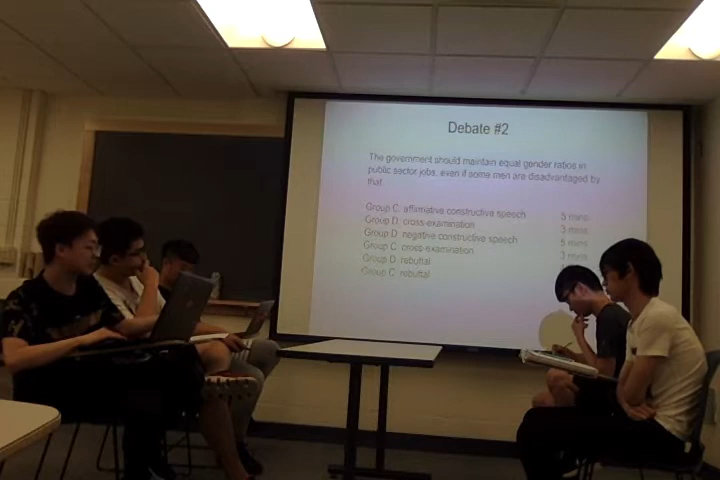 Debate #2
The government should maintain equal gender ratios in
public sector jobs, even if some men are disadvantaged by
that.
Group C: affirmative constructive speech 5 mins
Group D: cross-examination 3 mins
Group D: negative constructive speech 5 mins
Group C: cross-examination 3 mins
Group D: rebuttal
Group C: rebuttal